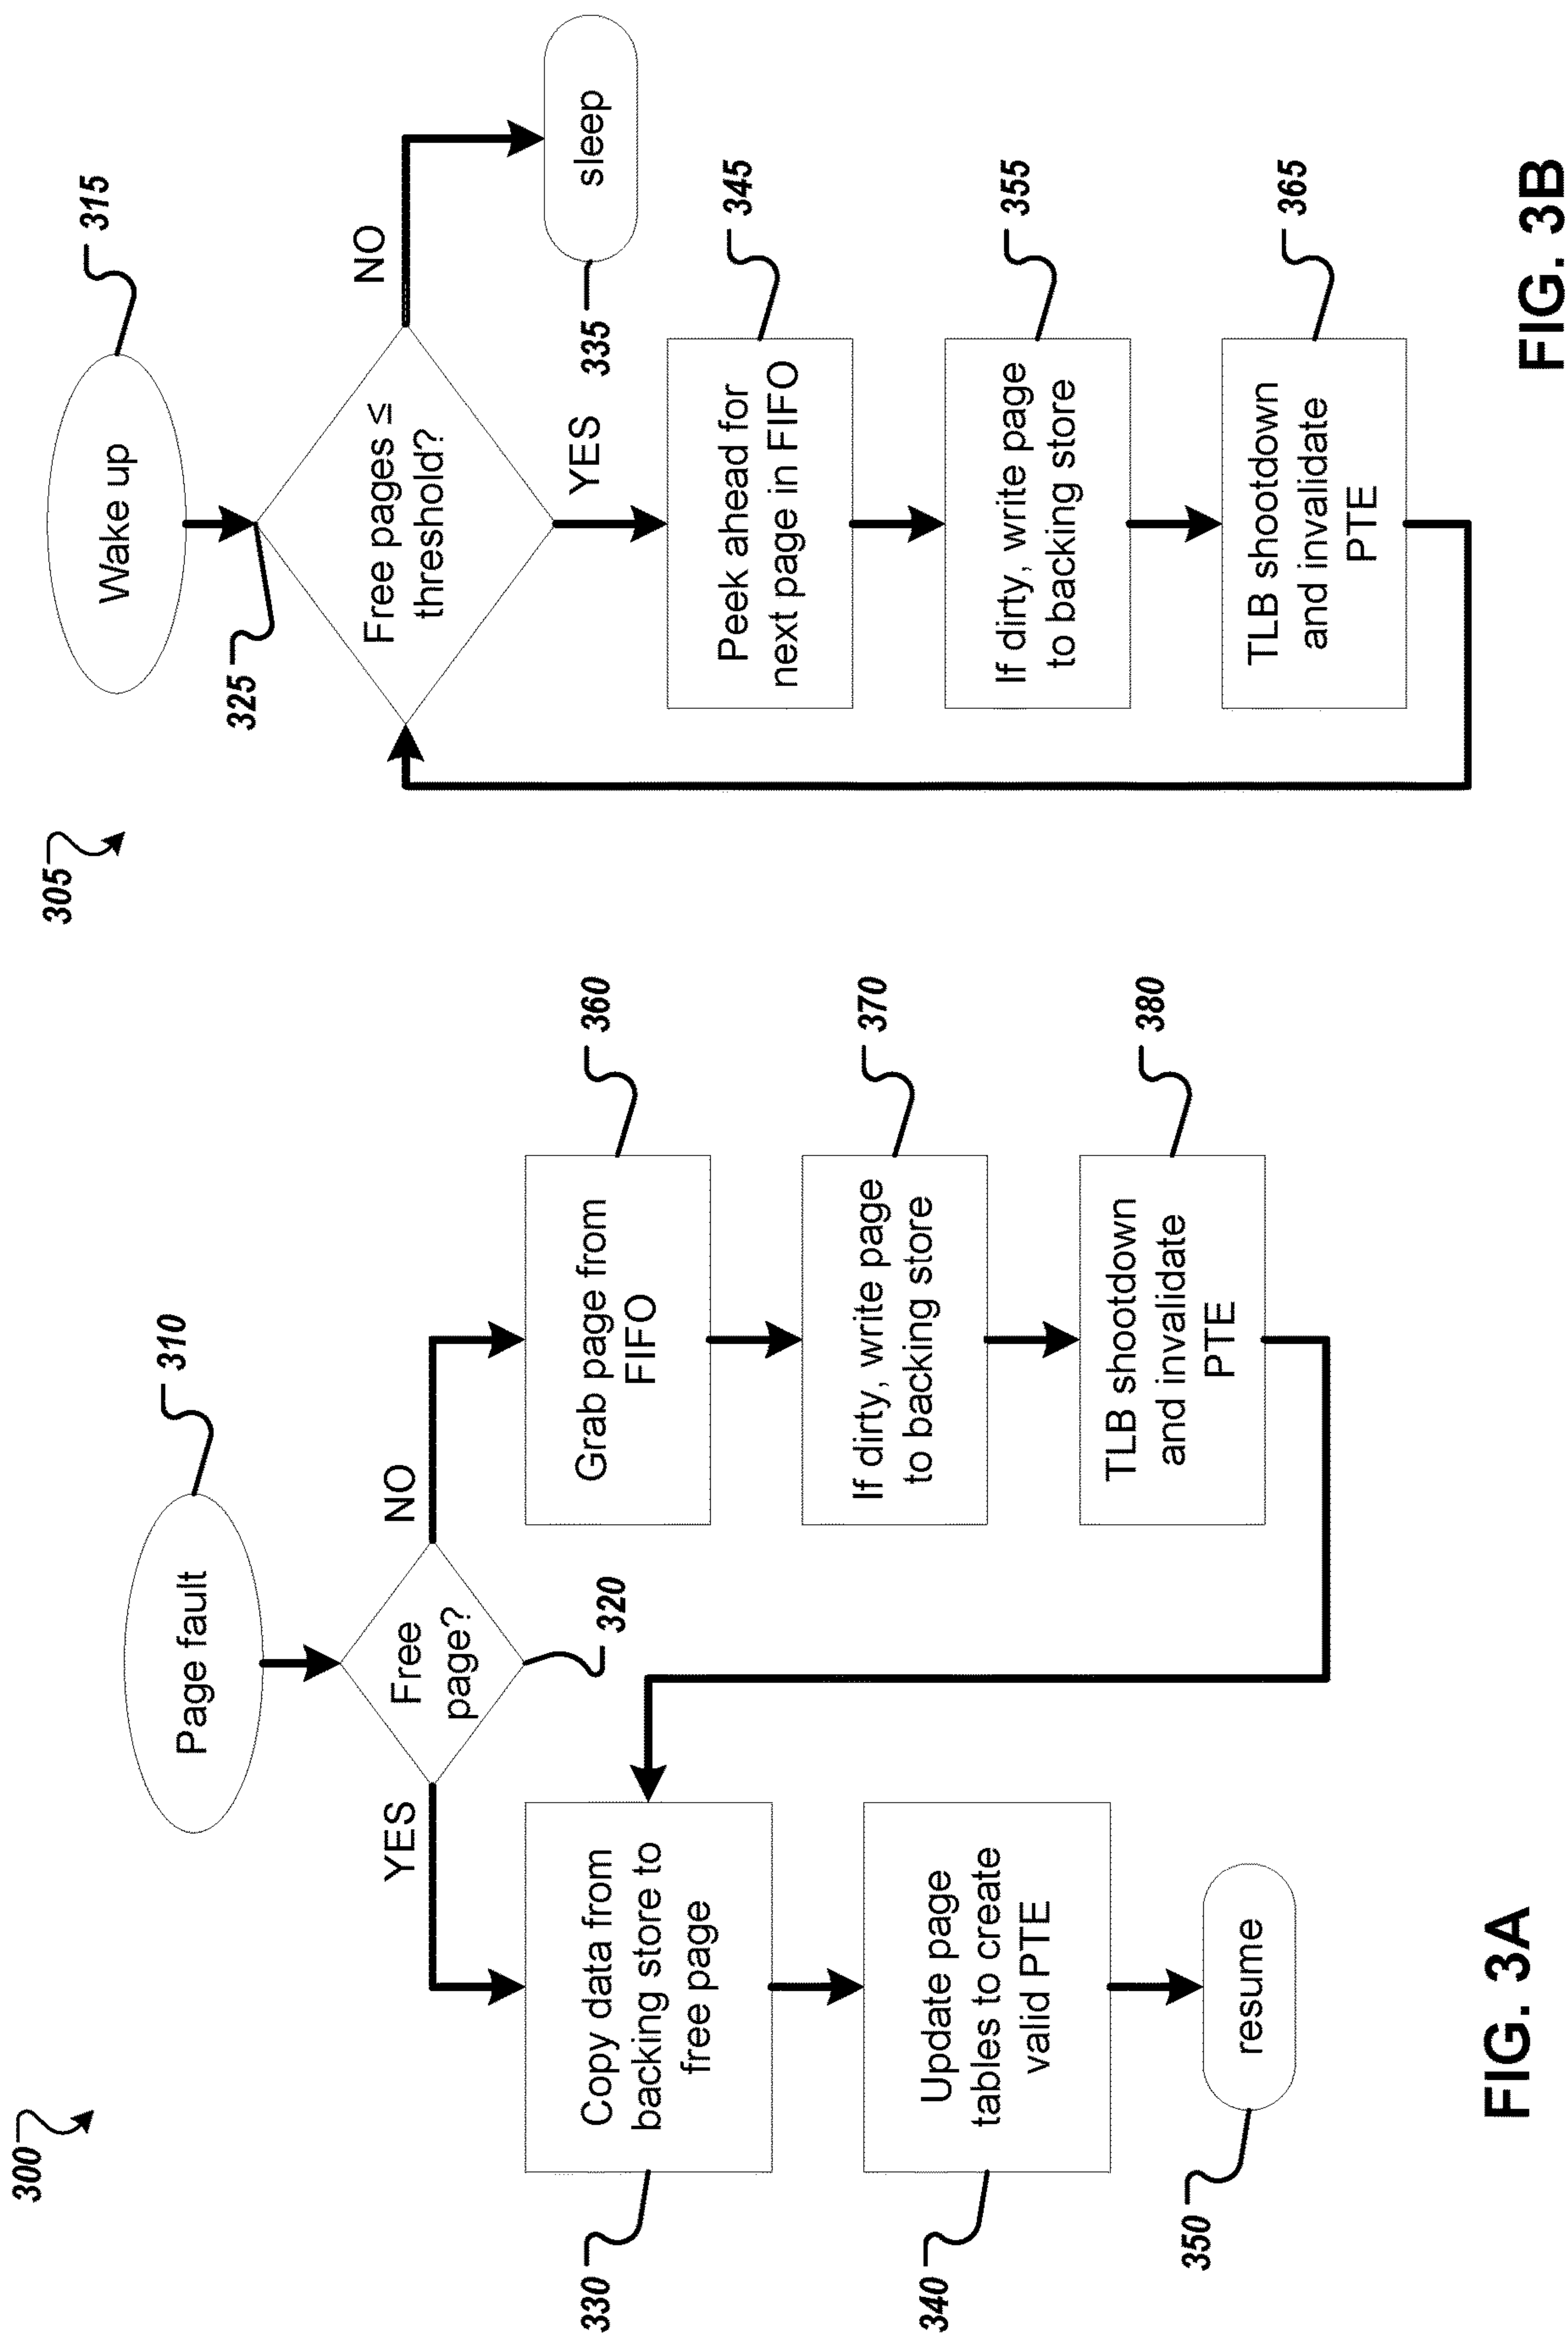 300
Page fault
310
Free
page?
320
YES
NO
Copy data from
backing store to
free page
330
Update page
tables to create
valid PTE
340
resume
350
Grab page from
FIFO
360
If dirty, write page
to backing store
370
TLB shootdown
and invalidate
PTE
380
FIG. 3A
305
Wake up
315
Free pages ≤
threshold?
325
NO
sleep
335
YES
Peek ahead for
next page in FIFO
345
If dirty, write page
to backing store
355
TLB shootdown
and invalidate
PTE
365
FIG. 3B